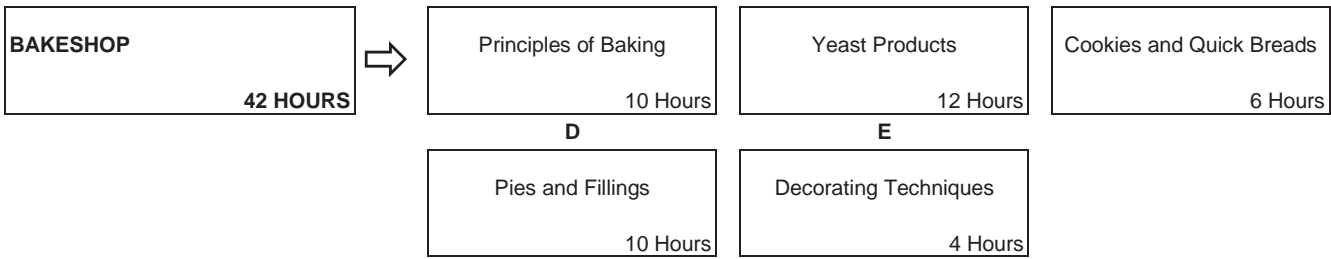 BAKESHOP
42 HOURS
Principles of Baking
10 Hours
Yeast Products
12 Hours
Cookies and Quick Breads
6 Hours
D
E
Pies and Fillings
10 Hours
Decorating Techniques
4 Hours